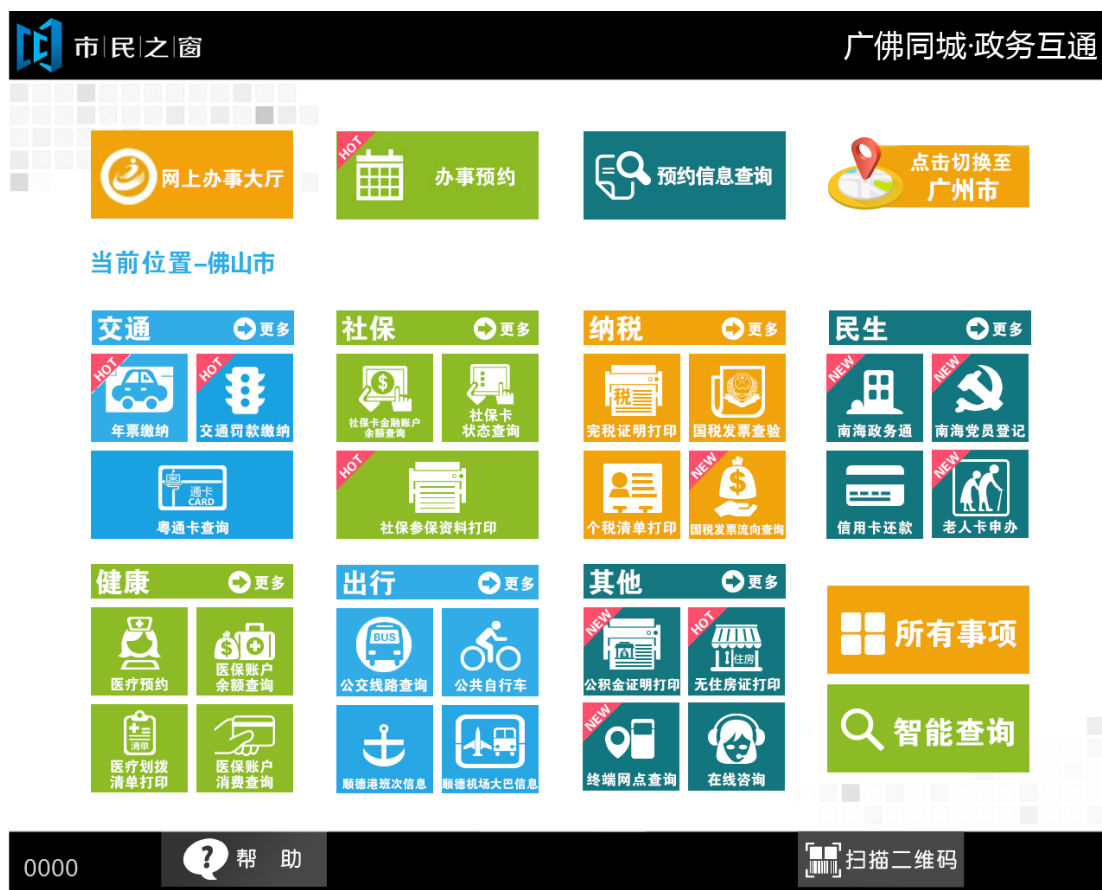 市民之窗
广佛同城·政务互通
网上办事大厅
HOT
办事预约
预约信息查询
点击切换至
广州市
当前位置–佛山市
交通
更多
HOT
年票缴纳
HOT
交通罚款缴纳
粤
通卡
CARD
粤通卡查询
社保
更多
$
社保卡金融账户
余额查询
社保卡
状态查询
HOT
社保参保资料打印
纳税
更多
税
完税证明打印
国税发票查验
个税清单打印
NEW
$
国税发票流向查询
民生
更多
NEW
南海政务通
NEW
南海党员登记
信用卡还款
NEW
老人卡申办
健康
更多
医疗预约
$
医保账户
余额查询
清单
医疗划拨
清单打印
医保账户
消费查询
出行
更多
BUS
公交线路查询
公共自行车
顺德港班次信息
顺德机场大巴信息
其他
更多
NEW
公积金证明打印
HOT
住房
无住房证打印
NEW
终端网点查询
在线咨询
所有事项
智能查询
0000
?
帮 助
扫描二维码